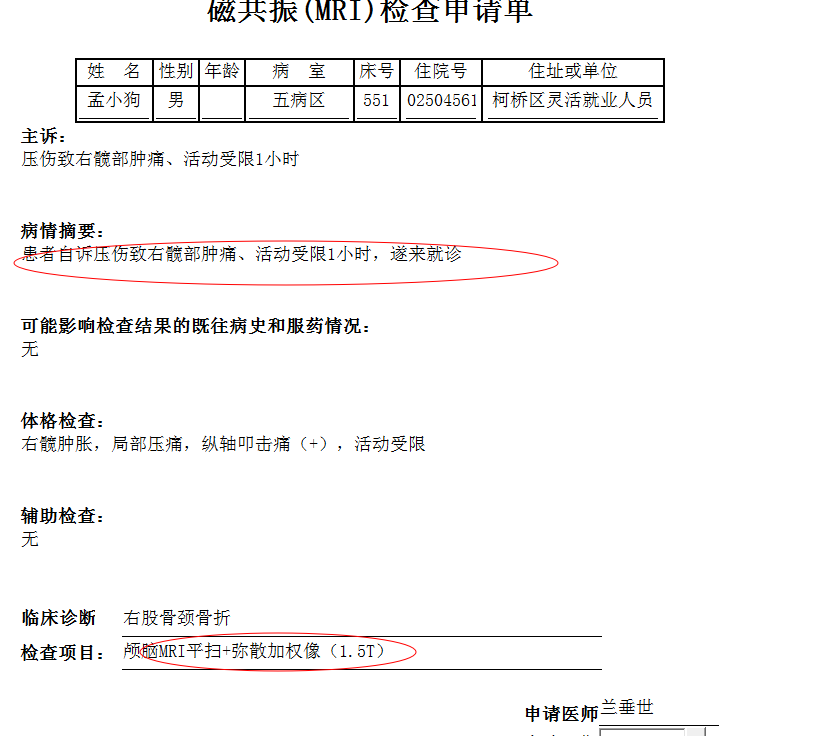 磁共振(MRI)检查申请单
姓 名 性别 年龄 病 室 床号 住院号 住址或单位
孟小狗 男 五病区 551 02504561 柯桥区灵活就业人员
主诉：
压伤致右髋部肿痛、活动受限1小时
病情摘要：
患者自诉压伤致右髋部肿痛、活动受限1小时，遂来就诊
可能影响检查结果的既往病史和服药情况：
无
体格检查：
右髋肿胀，局部压痛，纵轴叩击痛（+），活动受限
辅助检查：
无
临床诊断 右股骨颈骨折
检查项目： 颅脑MRI平扫+弥散加权像（1.5T）
申请医师 兰垂世